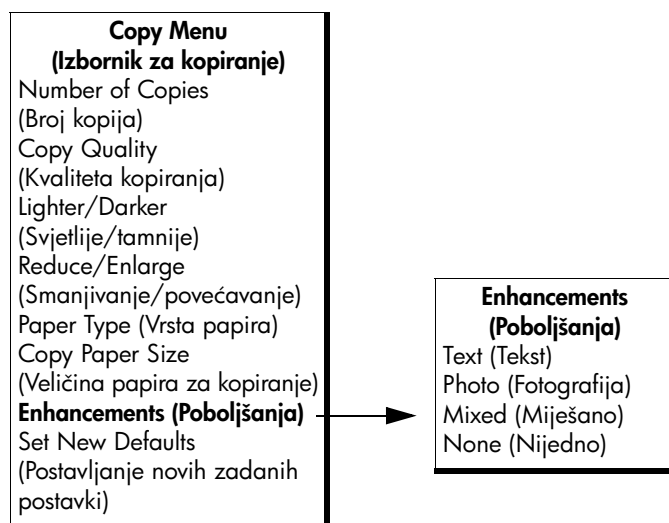 Copy Menu
(Izbornik za kopiranje)
Number of Copies
(Broj kopija)
Copy Quality
(Kvaliteta kopiranja)
Lighter/Darker
(Svjetlije/tamnije)
Reduce/Enlarge
(Smanjivanje/povećavanje)
Paper Type (Vrsta papira)
Copy Paper Size
(Veličina papira za kopiranje)
Enhancements (Poboljšanja)
Set New Defaults
(Postavljanje novih zadanih
postavki)
Enhancements
(Poboljšanja)
Text (Tekst)
Photo (Fotografija)
Mixed (Miješano)
None (Nijedno)